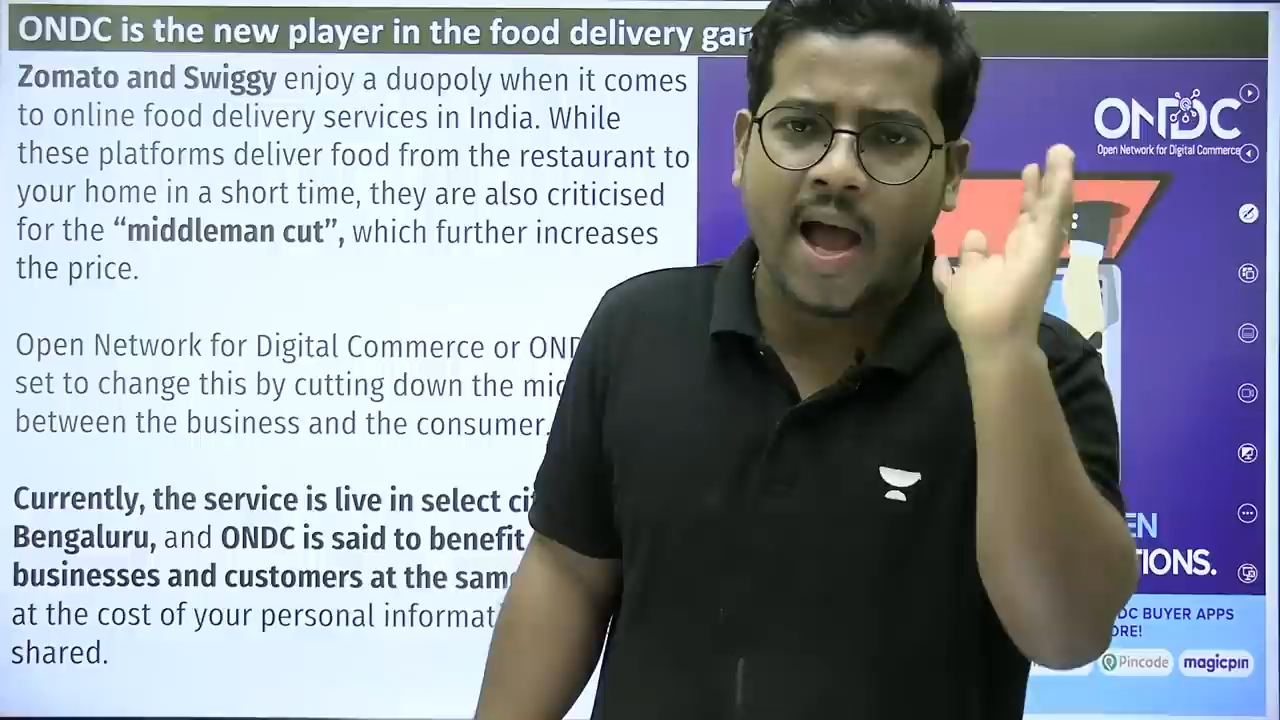 ONDC is the new player in the food delivery
Zomato and Swiggy enjoy a duopoly when it comes
to online food delivery services in India. While
these platforms deliver food from the restaurant to
your home in a short time, they are also criticised
for the “middleman cut”, which further increases
the price.
Open Network for Digital Commerce or
set to change this by cutting down the
between the business and the consumer.
Currently, the service is live in select
Bengaluru, and ONDC is said to benefit
businesses and customers at the
at the cost of your personal
shared.
ONDC
Open Network for Digital Commerce
BUYER APPS
Pincode
magicpin